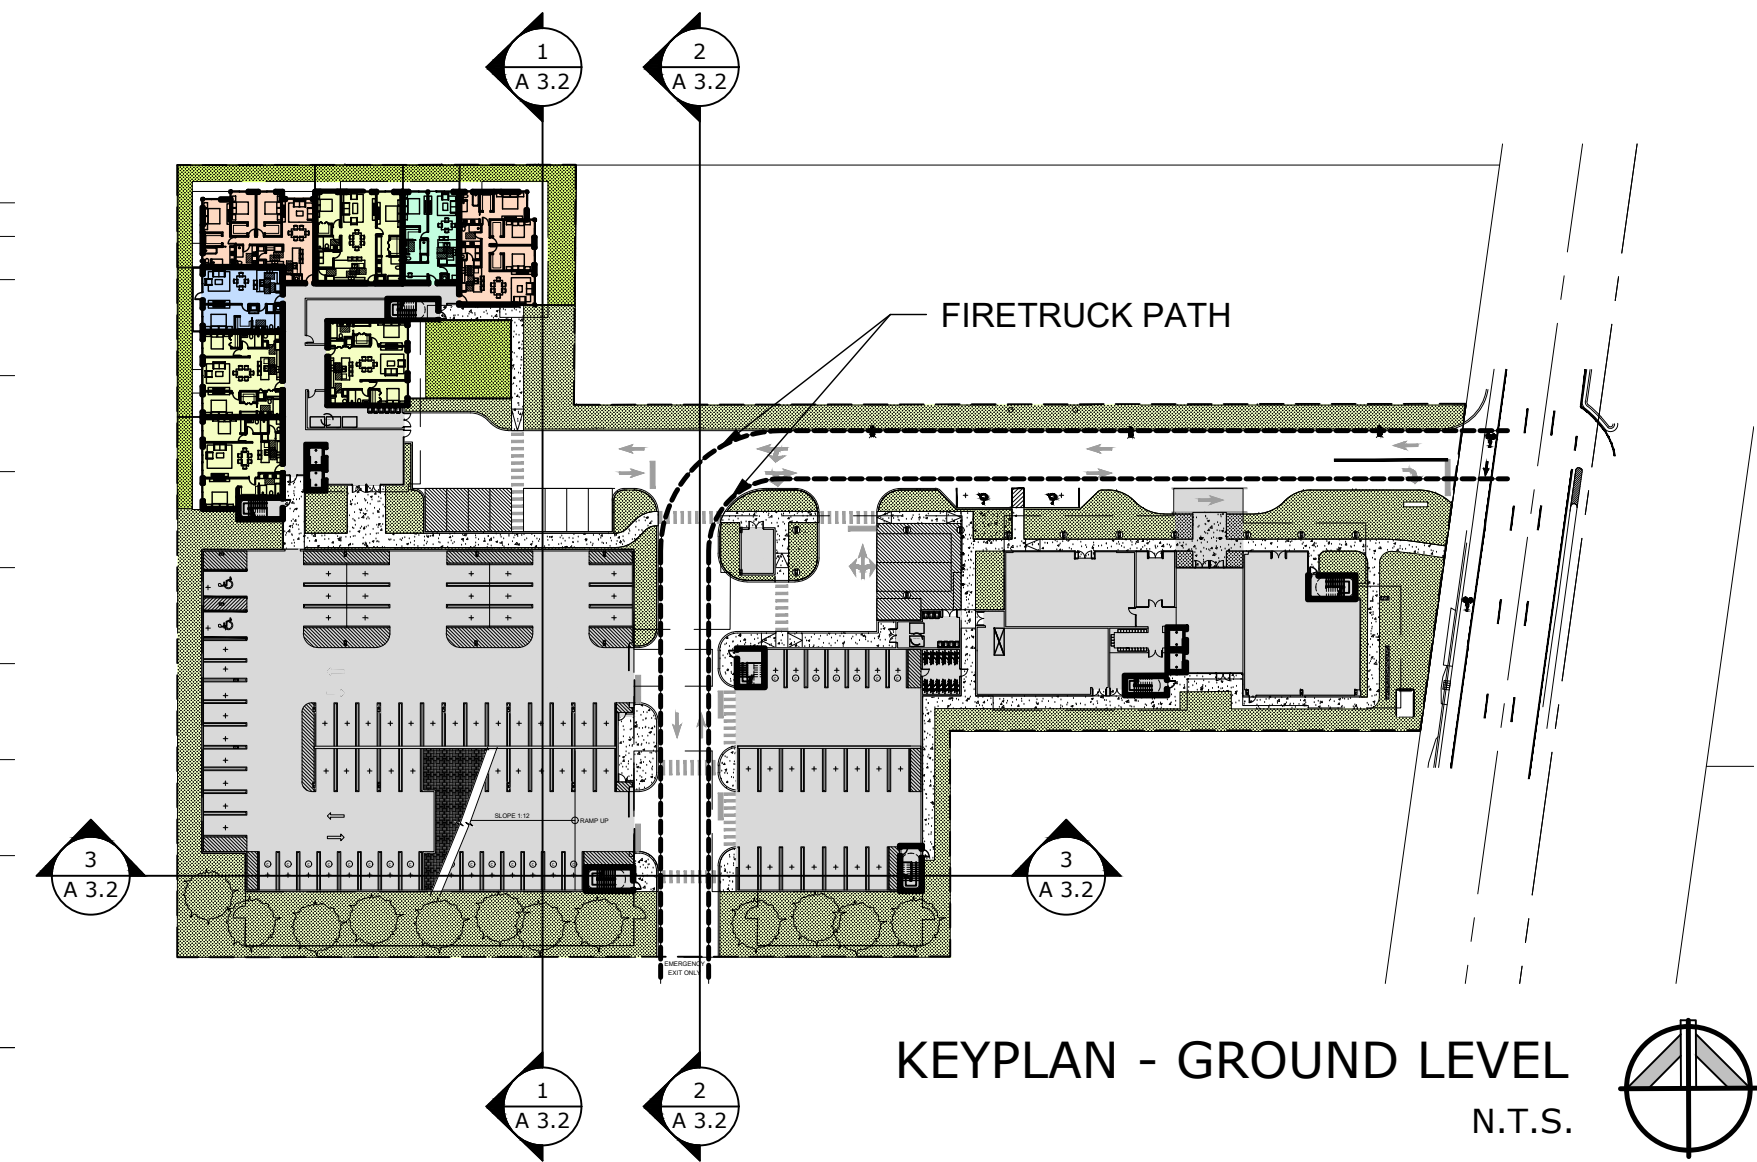 1
A 3.2
2
A 3.2
FIRETRUCK PATH
SLOPE 1:12
RAMP UP
3
A 3.2
3
A 3.2
EMERGENCY
EXIT ONLY
KEYPLAN - GROUND LEVEL
N.T.S.
1
A 3.2
2
A 3.2